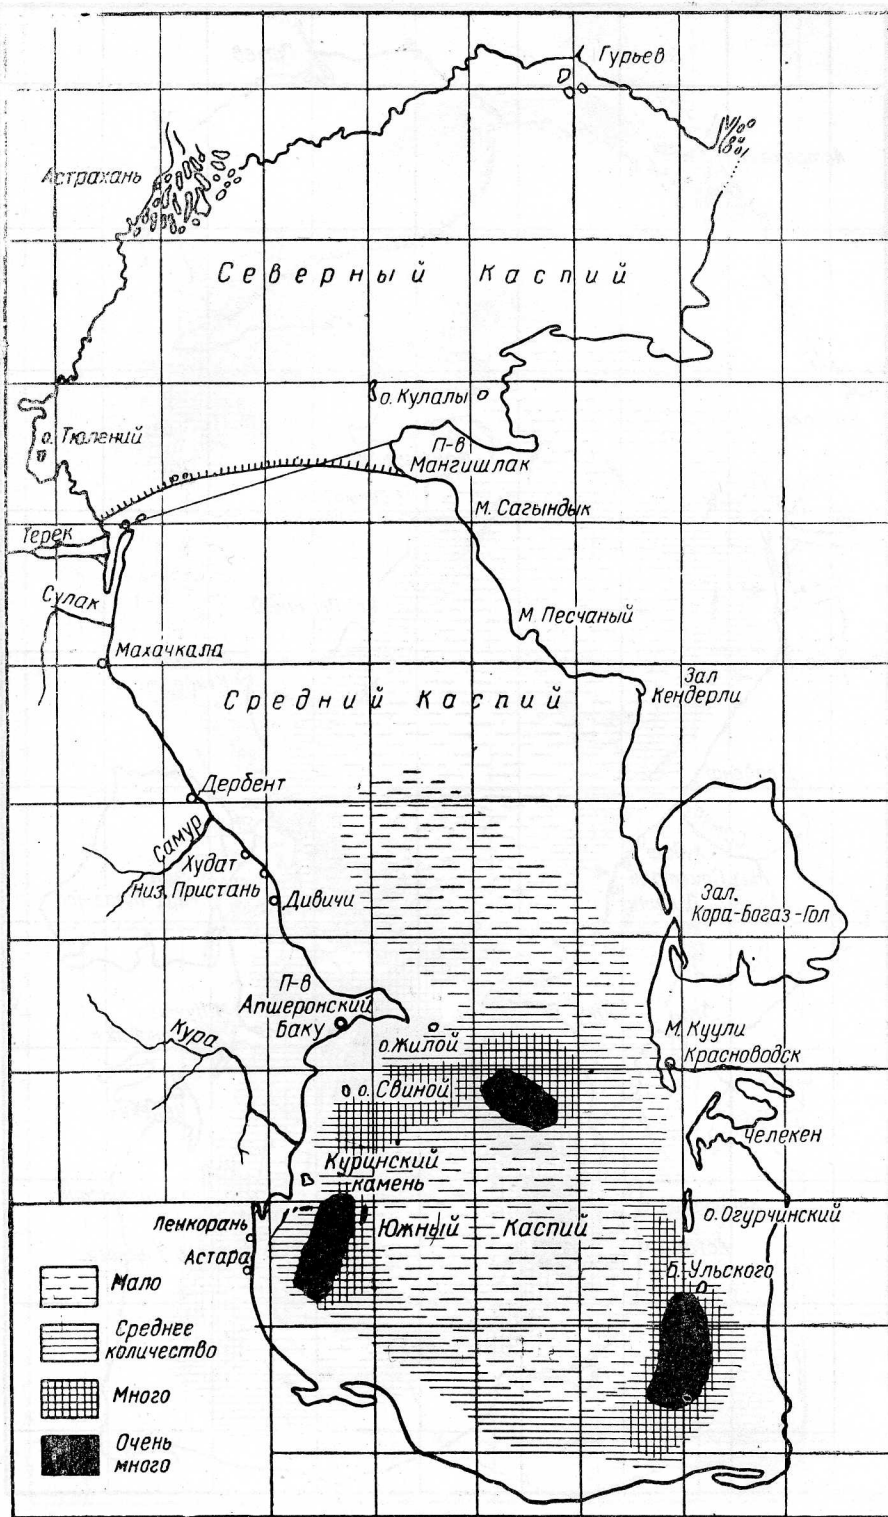 Гурьев
Астрахань
Северный Каспий
о. Кулалы
о. Тюлений
П-в
Мангишлак
М. Сагындык
Терек
Сулак
М. Песчаный
Махачкала
Зал
Кендерли
Средний Каспий
Дербент
Самур
Худат
Низ. Пристань
Дивичи
Зал.
Кора-Богаз-Гол
П-в
Апшеронский
Баку
Кура
о. Жилой
М. Куули
Красноводск
о. Свиной
Челекен
Куринский
камень
Ленкорань
Южный Каспий
о. Огурчинский
Астара
Б. Ульского
Мало
Среднее
количество
Много
Очень
много